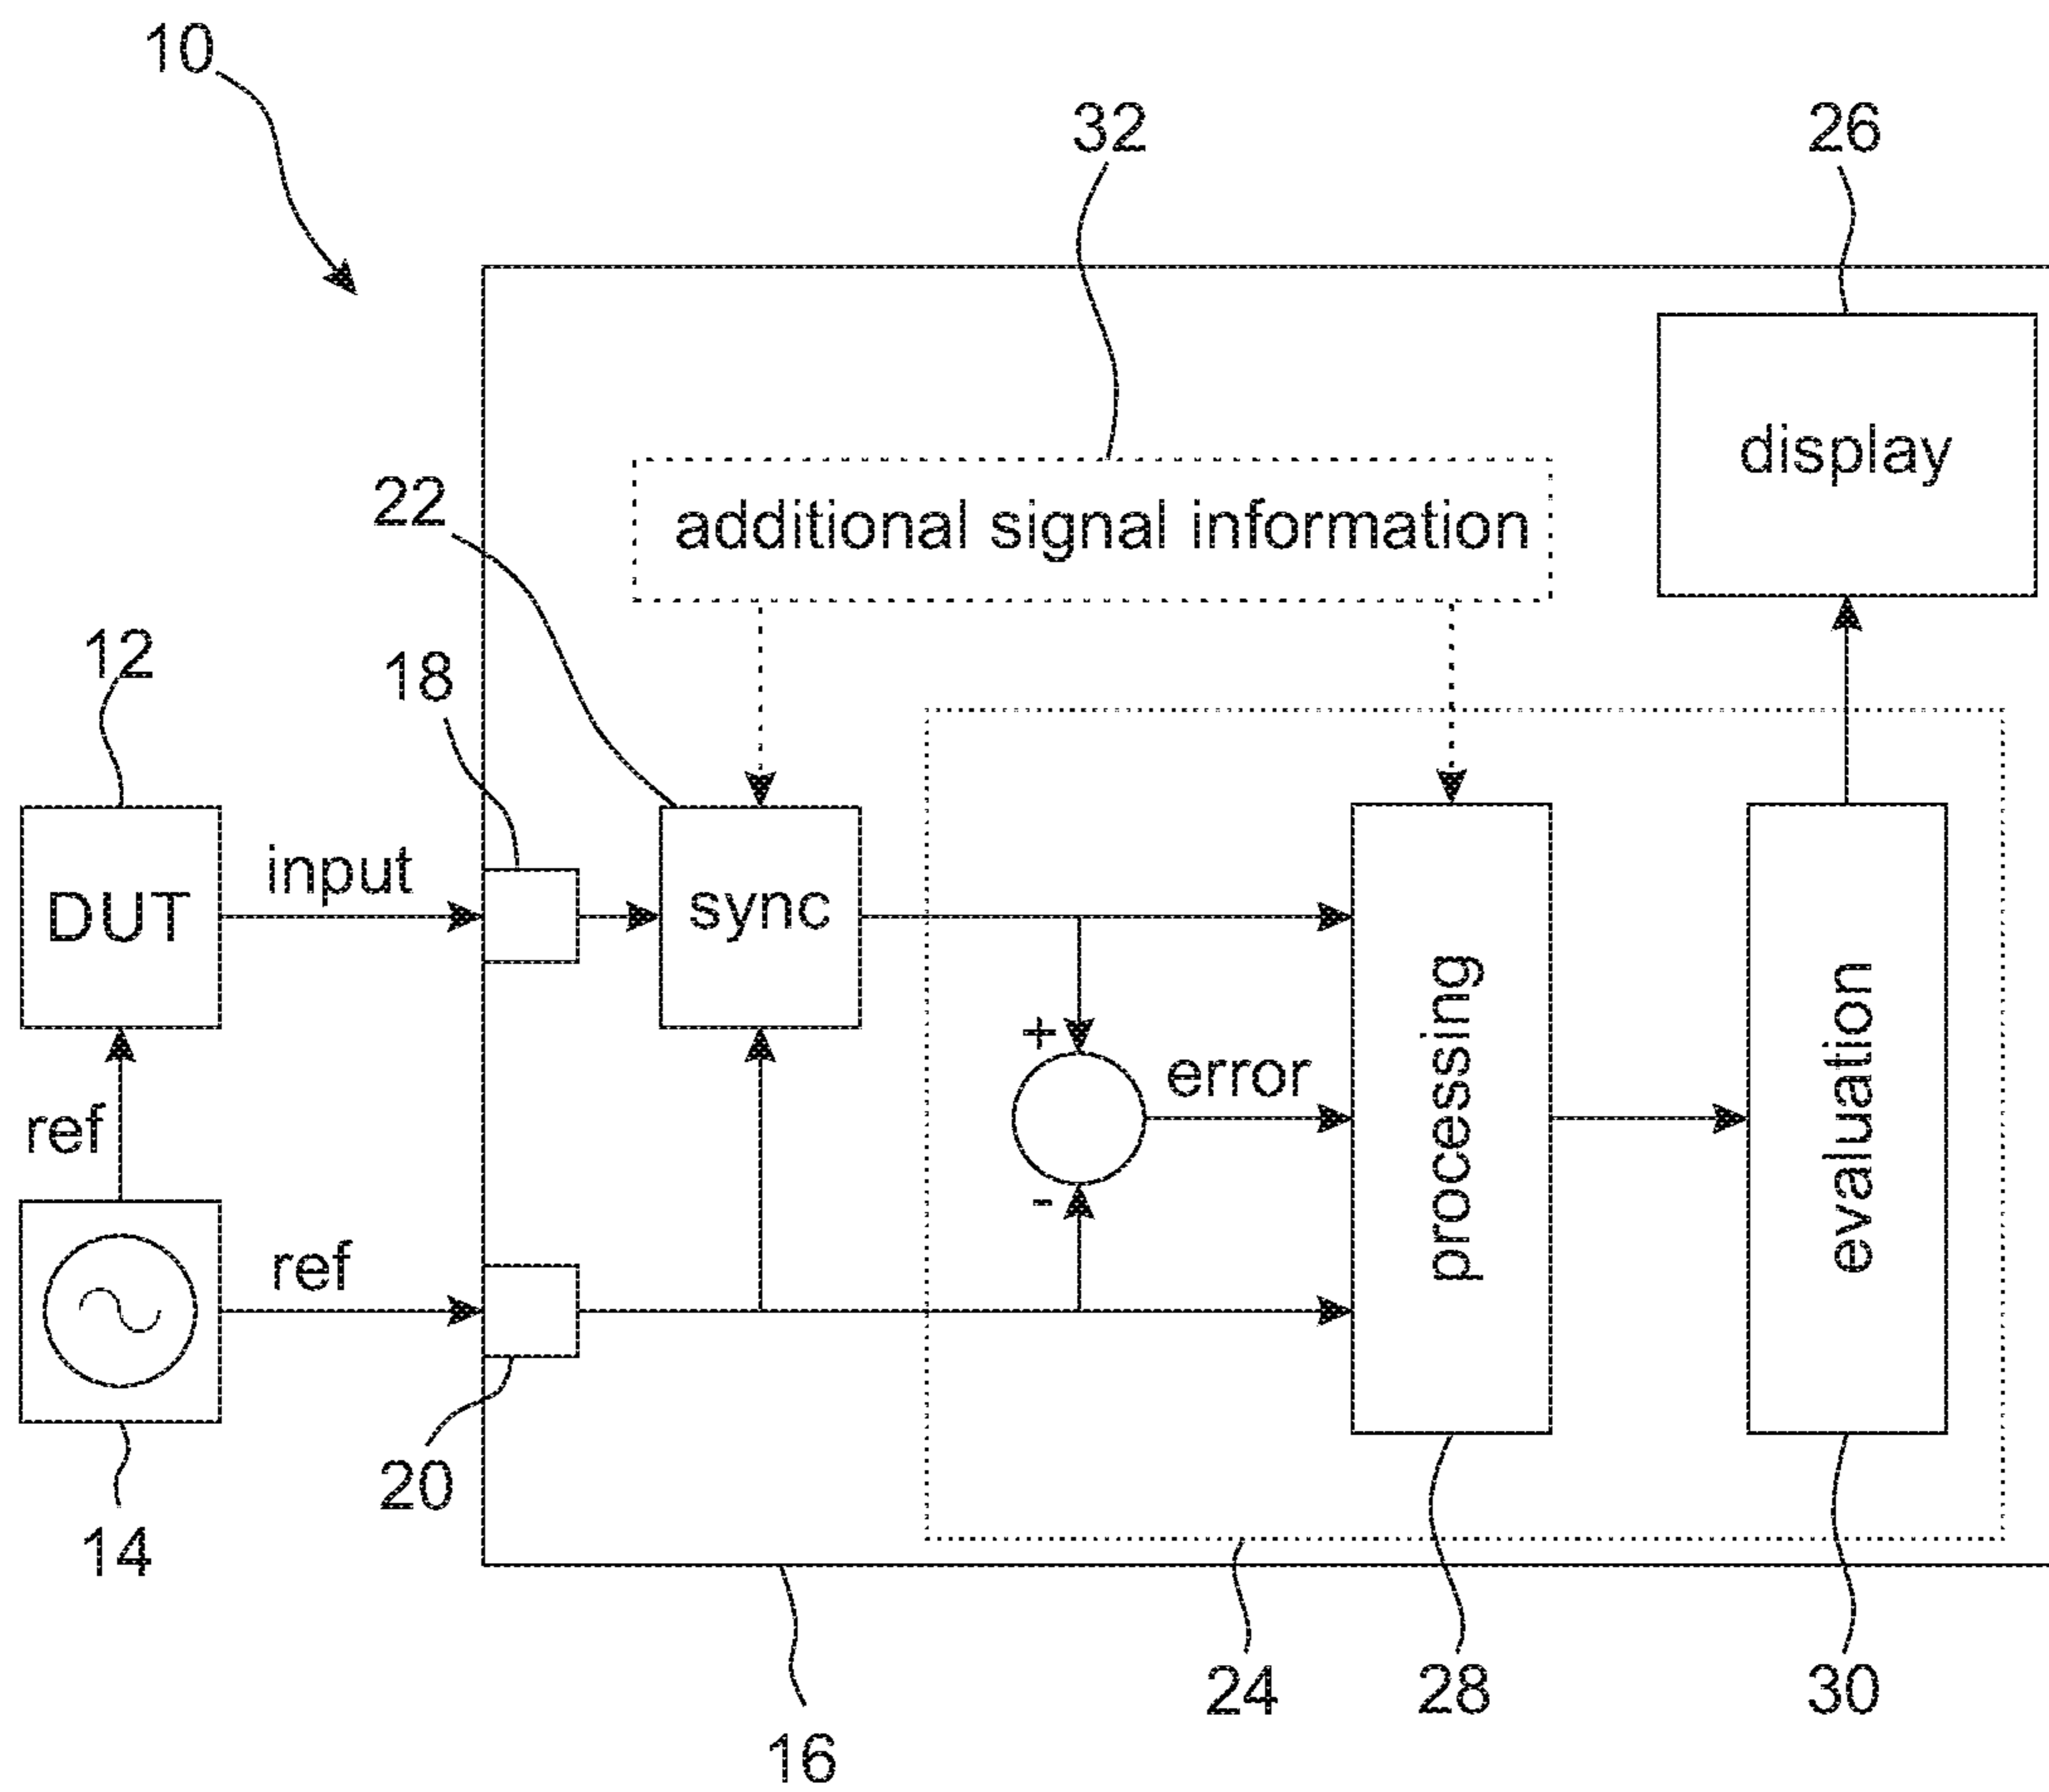 10
32
26
display
22
additional signal information
12
18
DUT
input
sync
+
error
-
processing
evaluation
ref
ref
20
14
24
28
30
16